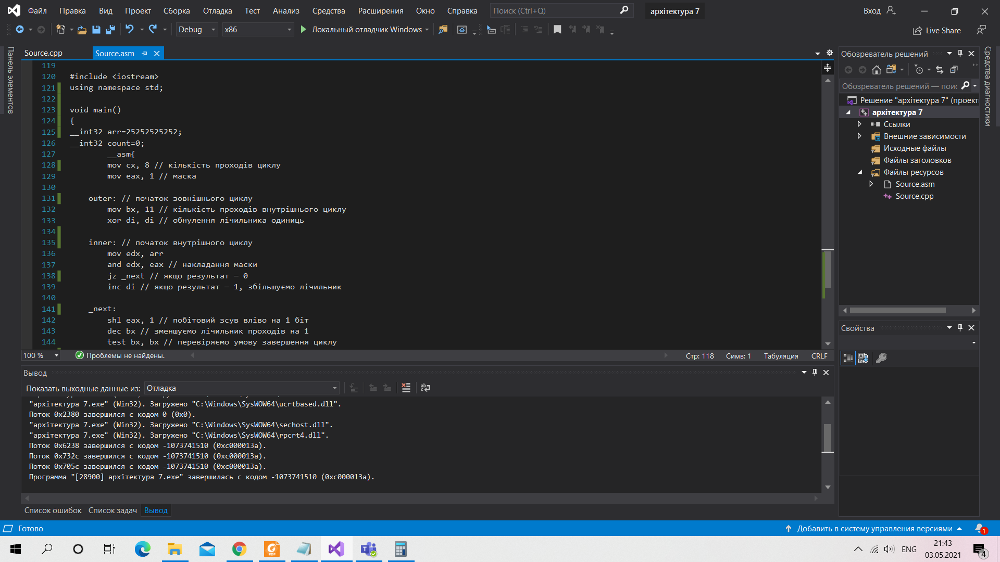 Файл Правка Вид Проект Сборка Отладка Тест Анализ Средства Расширения Окно Справка Поиск (Ctrl+Q) архітектура 7 Вход
Debug x86 Локальный отладчик Windows Live Share
Панель элементов
Source.cpp Source.asm
119
120 #include <iostream>
121 using namespace std;
122
123 void main()
124 {
125 __int32 arr=25252525252;
126 __int32 count=0;
127 __asm{
128 mov cx, 8 // кількість проходів циклу
129 mov eax, 1 // маска
130
131 outer: // початок зовнішнього циклу
132 mov bx, 11 // кількість проходів внутрішнього циклу
133 xor di, di // обнулення лічильника одиниць
134
135 inner: // початок внутрішного циклу
136 mov edx, arr
137 and edx, eax // накладання маски
138 jz _next // якщо результат — 0
139 inc di // якщо результат — 1, збільшуємо лічильник
140
141 _next:
142 shl eax, 1 // побітовий зсув вліво на 1 біт
143 dec bx // зменшуємо лічильник проходів на 1
144 test bx, bx // перевіряємо умову завершення циклу
100 % Проблемы не найдены. Стр: 118 Симв: 1 Табуляция CRLF
Вывод
Показать выходные данные из: Отладка
"архітектура 7.exe" (Win32). Загружено "C:\Windows\SysWOW64\ucrtbased.dll".
Поток 0x2380 завершился с кодом 0 (0x0).
"архітектура 7.exe" (Win32). Загружено "C:\Windows\SysWOW64\sechost.dll".
"архітектура 7.exe" (Win32). Загружено "C:\Windows\SysWOW64\rpcrt4.dll".
Поток 0x6238 завершился с кодом -1073741510 (0xc000013a).
Поток 0x732c завершился с кодом -1073741510 (0xc000013a).
Поток 0x705c завершился с кодом -1073741510 (0xc000013a).
Программа "[28900] архітектура 7.exe" завершилась с кодом -1073741510 (0xc000013a).
Список ошибок Список задач Вывод
Обозреватель решений
Обозреватель решений — пои
Решение "архітектура 7" (проект
архітектура 7
Ссылки
Внешние зависимости
Исходные файлы
Файлы заголовков
Файлы ресурсов
Source.asm
Source.cpp
Свойства
Средства диагностики
Готово Добавить в систему управления версиями 1
ENG 21:43
03.05.2021 4